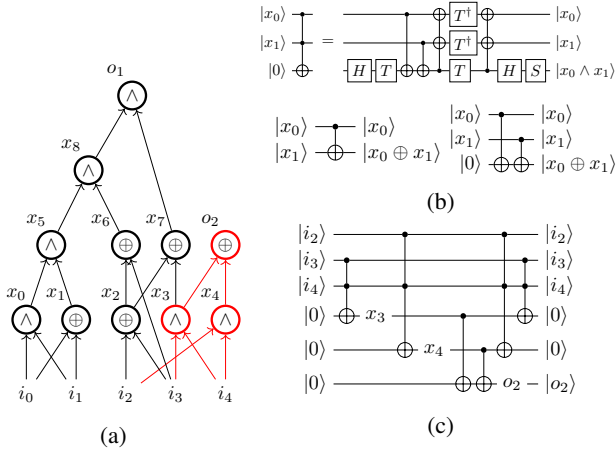 |x₀⟩ |x₀⟩
|x₁⟩ = |x₁⟩
|0⟩ |x₀ ∧ x₁⟩
T†
T†
H T T H S
|x₀⟩ |x₀⟩
|x₁⟩ |x₀ ⊕ x₁⟩
|x₀⟩ |x₀⟩
|x₁⟩ |x₁⟩
|0⟩ |x₀ ⊕ x₁⟩
(b)
o₁
∧
x₈
∧
x₅ x₆ x₇ o₂
∧ ⊕ ⊕ ⊕
x₀ x₁ x₂ x₃ x₄
∧ ⊕ ⊕ ∧ ∧
i₀ i₁ i₂ i₃ i₄
(a)
|i₂⟩ |i₂⟩
|i₃⟩ |i₃⟩
|i₄⟩ |i₄⟩
|0⟩ x₃ |0⟩
|0⟩ x₄ |0⟩
|0⟩ o₂ |o₂⟩
(c)